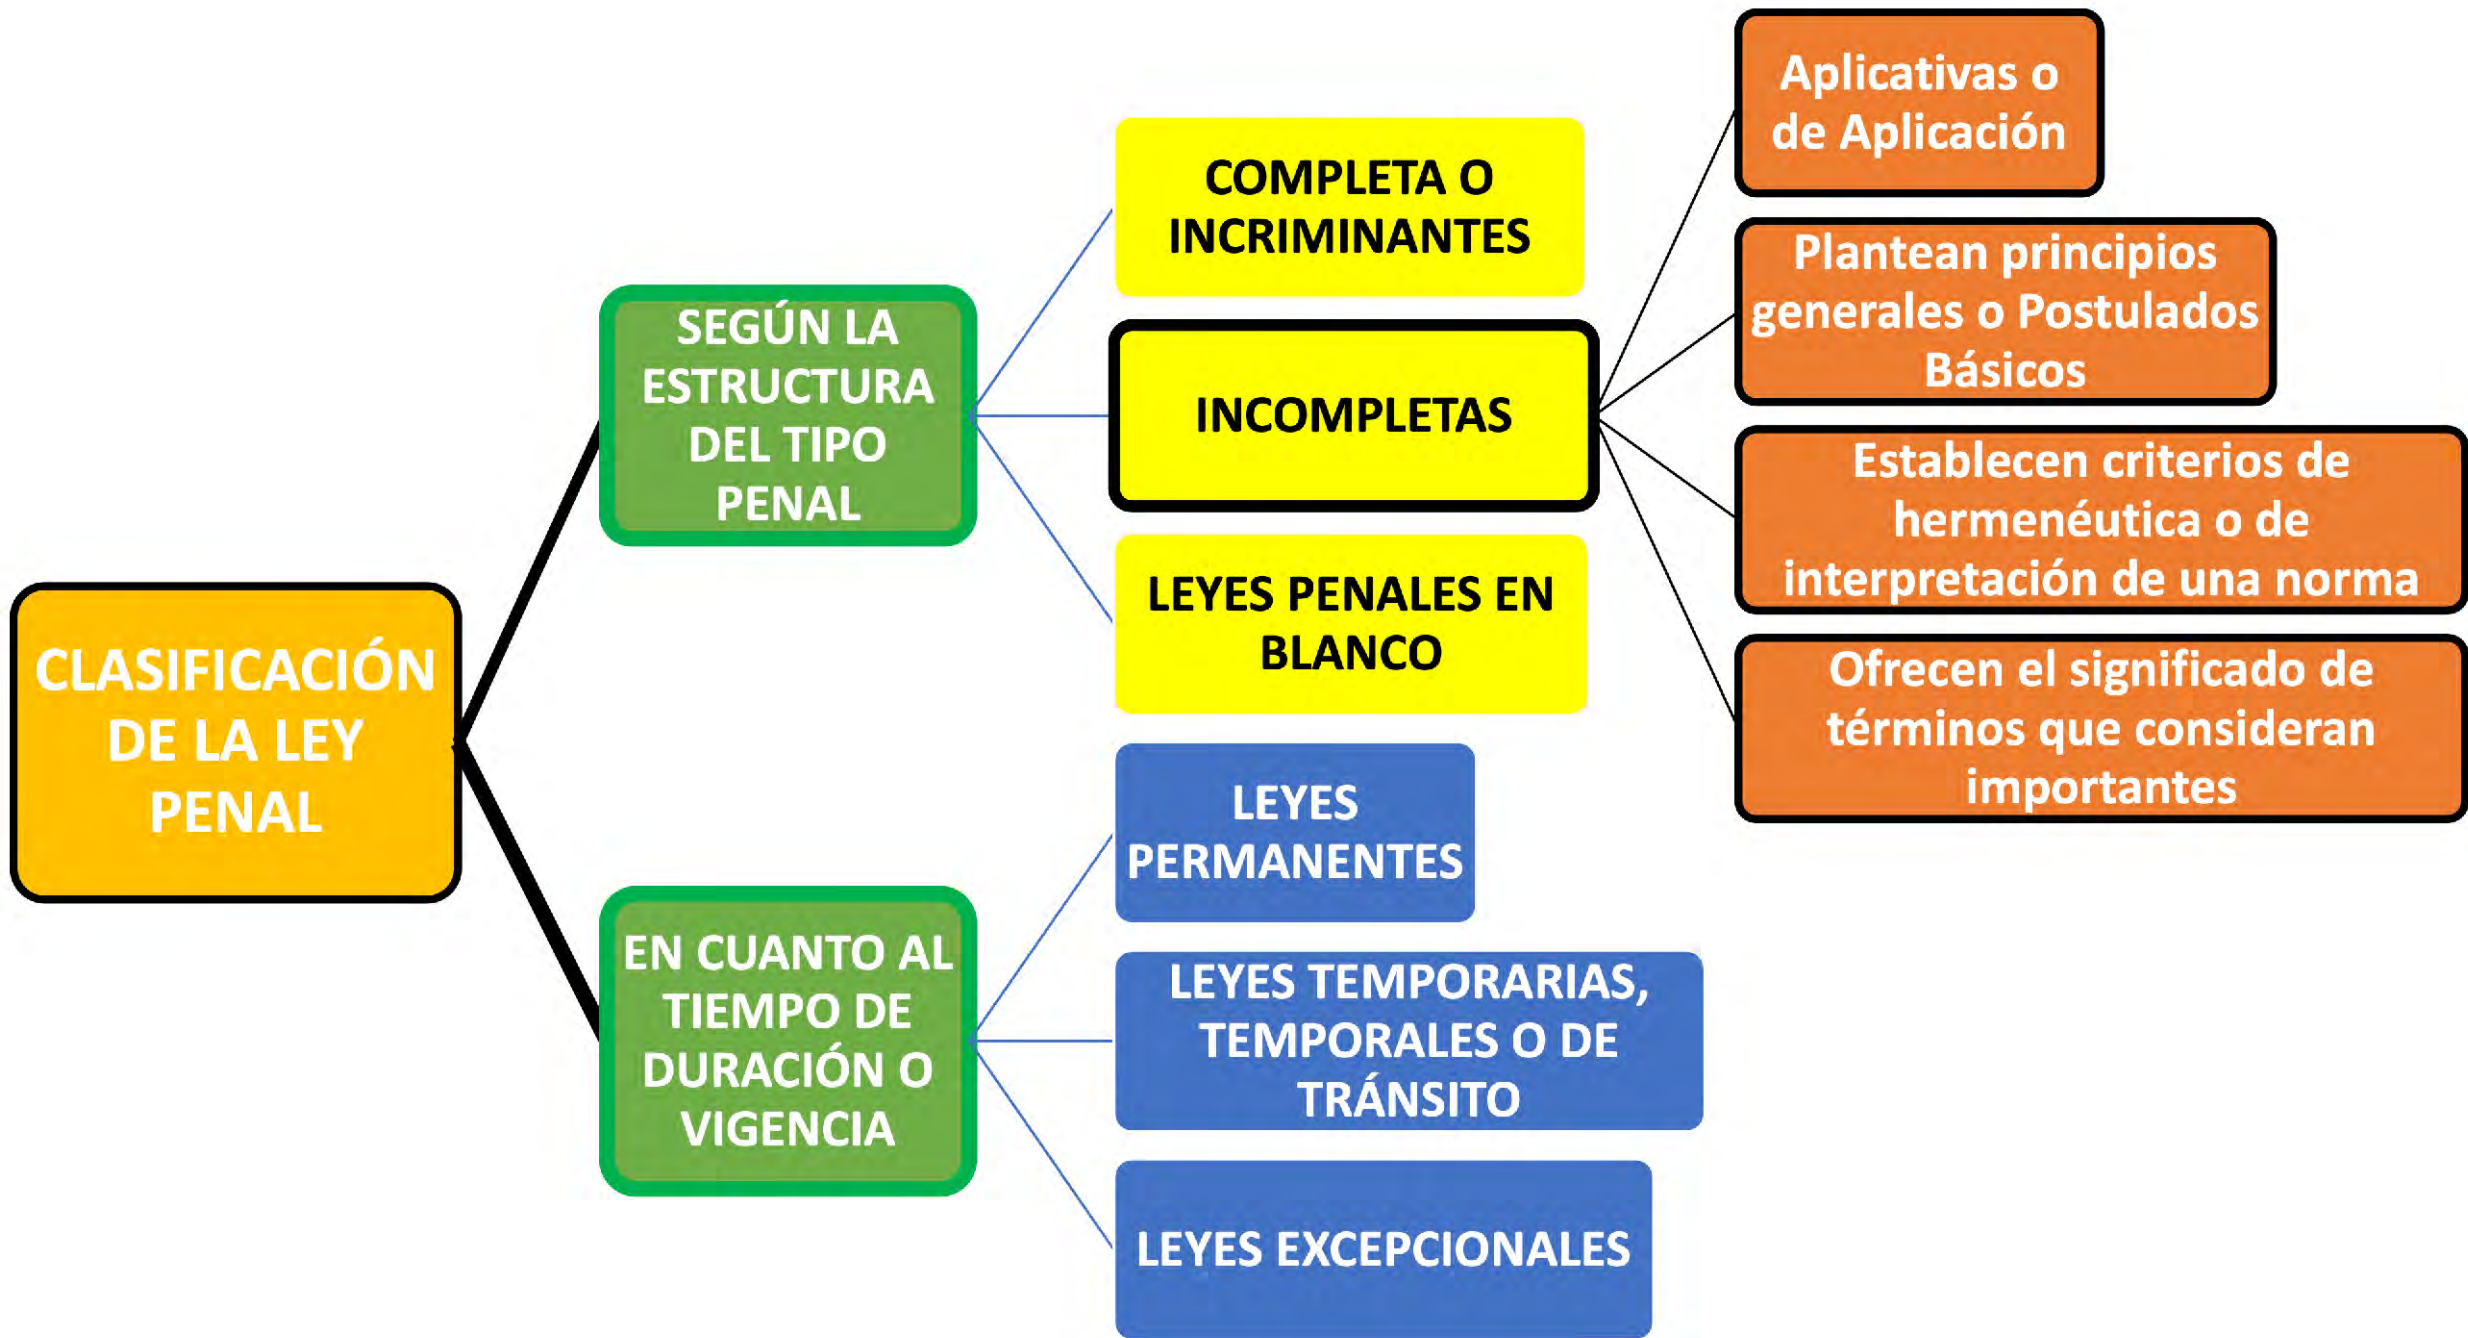 CLASIFICACIÓN
DE LA LEY
PENAL
SEGÚN LA
ESTRUCTURA
DEL TIPO
PENAL
COMPLETA O
INCRIMINANTES
INCOMPLETAS
Aplicativas o
de Aplicación
Plantean principios
generales o Postulados
Básicos
Establecen criterios de
hermenéutica o de
interpretación de una norma
Ofrecen el significado de
términos que consideran
importantes
LEYES PENALES EN
BLANCO
EN CUANTO AL
TIEMPO DE
DURACIÓN O
VIGENCIA
LEYES
PERMANENTES
LEYES TEMPORARIAS,
TEMPORALES O DE
TRÁNSITO
LEYES EXCEPCIONALES